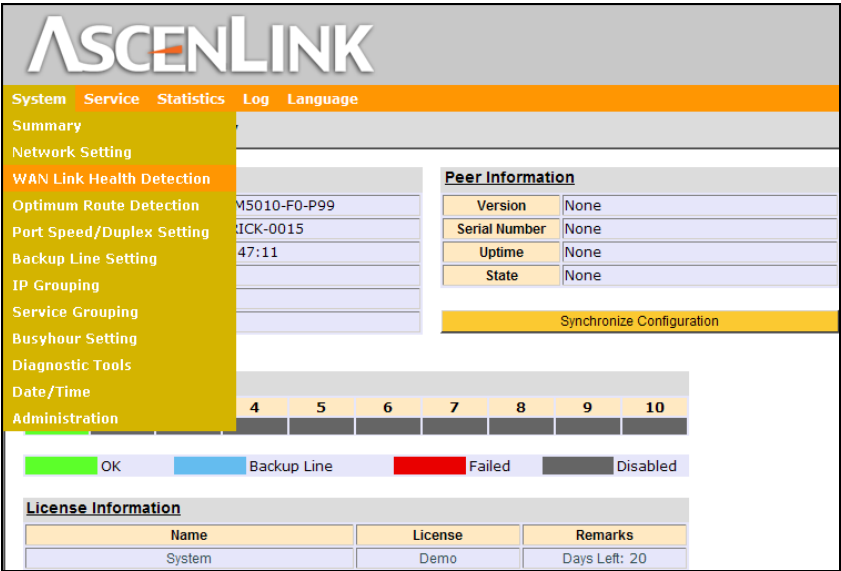 ASCENLINK
System Service Statistics Log Language
Summary
Network Setting
WAN Link Health Detection
Optimum Route Detection
Port Speed/Duplex Setting
Backup Line Setting
IP Grouping
Service Grouping
Busyhour Setting
Diagnostic Tools
Date/Time
Administration
M5010-F0-P99
RICK-0015
47:11
Peer Information
Version None
Serial Number None
Uptime None
State None
Synchronize Configuration
4 5 6 7 8 9 10
OK Backup Line Failed Disabled
License Information
Name License Remarks
System Demo Days Left: 20